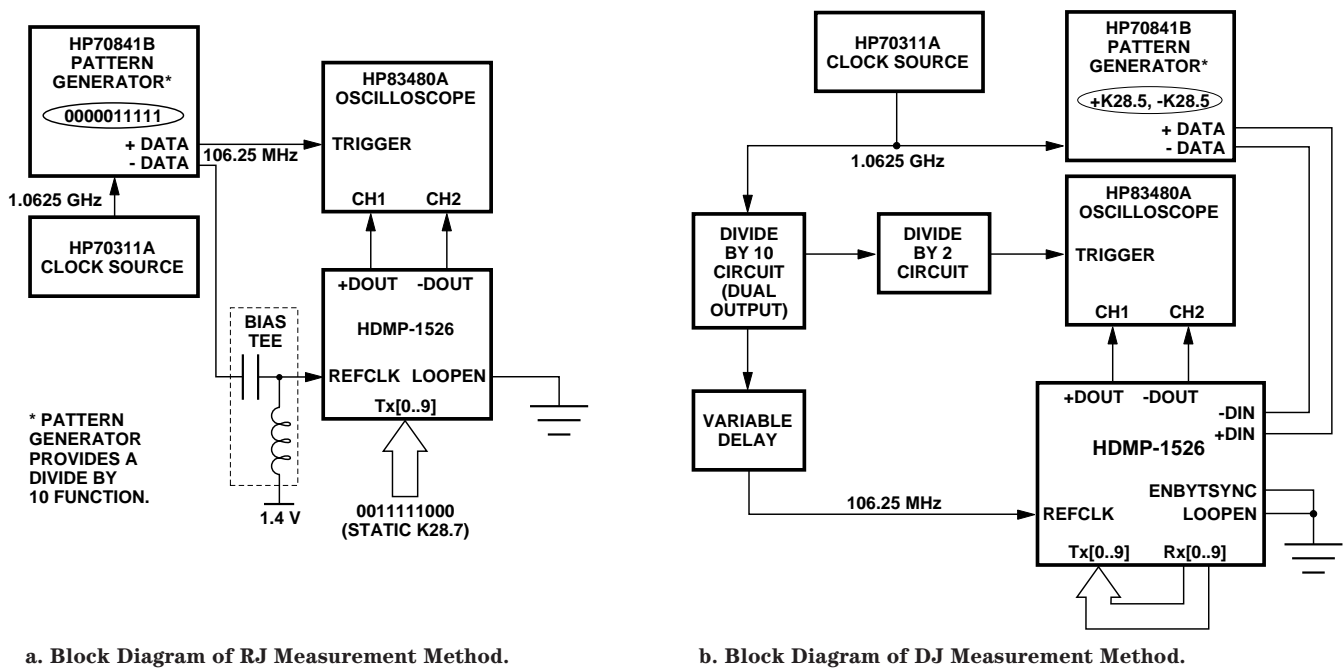 HP70841B
PATTERN
GENERATOR*
0000011111
+ DATA
- DATA
106.25 MHz
1.0625 GHz
HP70311A
CLOCK SOURCE
HP83480A
OSCILLOSCOPE
TRIGGER
CH1 CH2
+DOUT -DOUT
HDMP-1526
REFCLK LOOPEN
Tx[0..9]
BIAS
TEE
1.4 V
0011111000
(STATIC K28.7)
* PATTERN
GENERATOR
PROVIDES A
DIVIDE BY
10 FUNCTION.
a. Block Diagram of RJ Measurement Method.
HP70311A
CLOCK SOURCE
HP70841B
PATTERN
GENERATOR*
+K28.5, -K28.5
+ DATA
- DATA
1.0625 GHz
DIVIDE
BY 10
CIRCUIT
(DUAL
OUTPUT)
DIVIDE
BY 2
CIRCUIT
HP83480A
OSCILLOSCOPE
TRIGGER
CH1 CH2
VARIABLE
DELAY
106.25 MHz
+DOUT -DOUT
-DIN
+DIN
HDMP-1526
ENBYTSYNC
REFCLK LOOPEN
Tx[0..9] Rx[0..9]
b. Block Diagram of DJ Measurement Method.